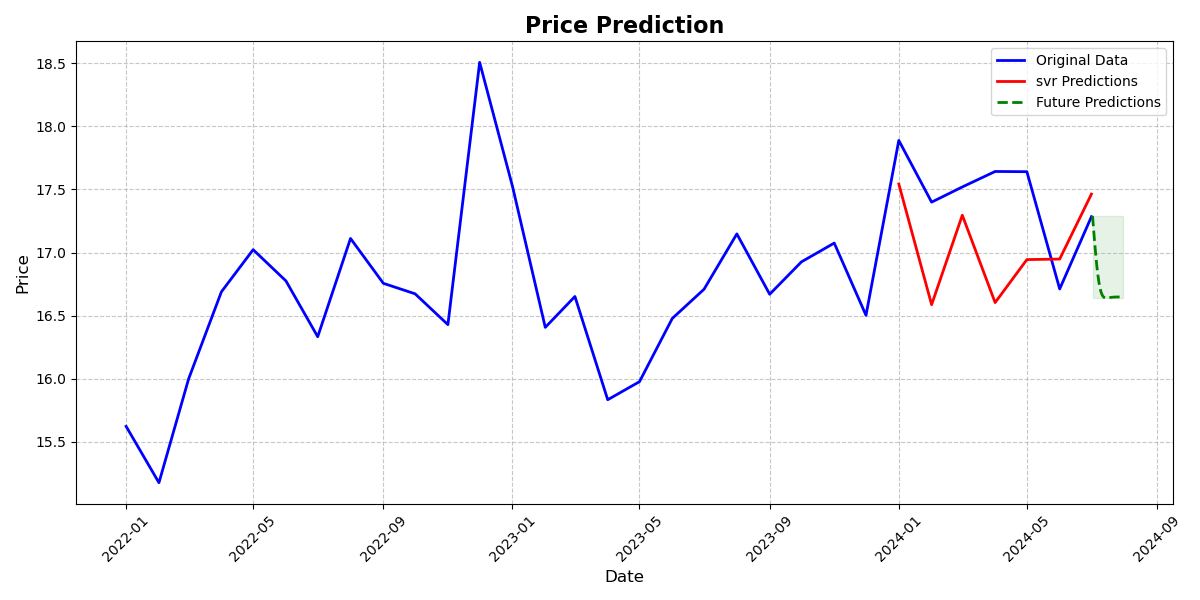 Price Prediction
Original Data
svr Predictions
Future Predictions
Price
18.5
18.0
17.5
17.0
16.5
16.0
15.5
2022-01
2022-05
2022-09
2023-01
2023-05
2023-09
2024-01
2024-05
2024-09
Date